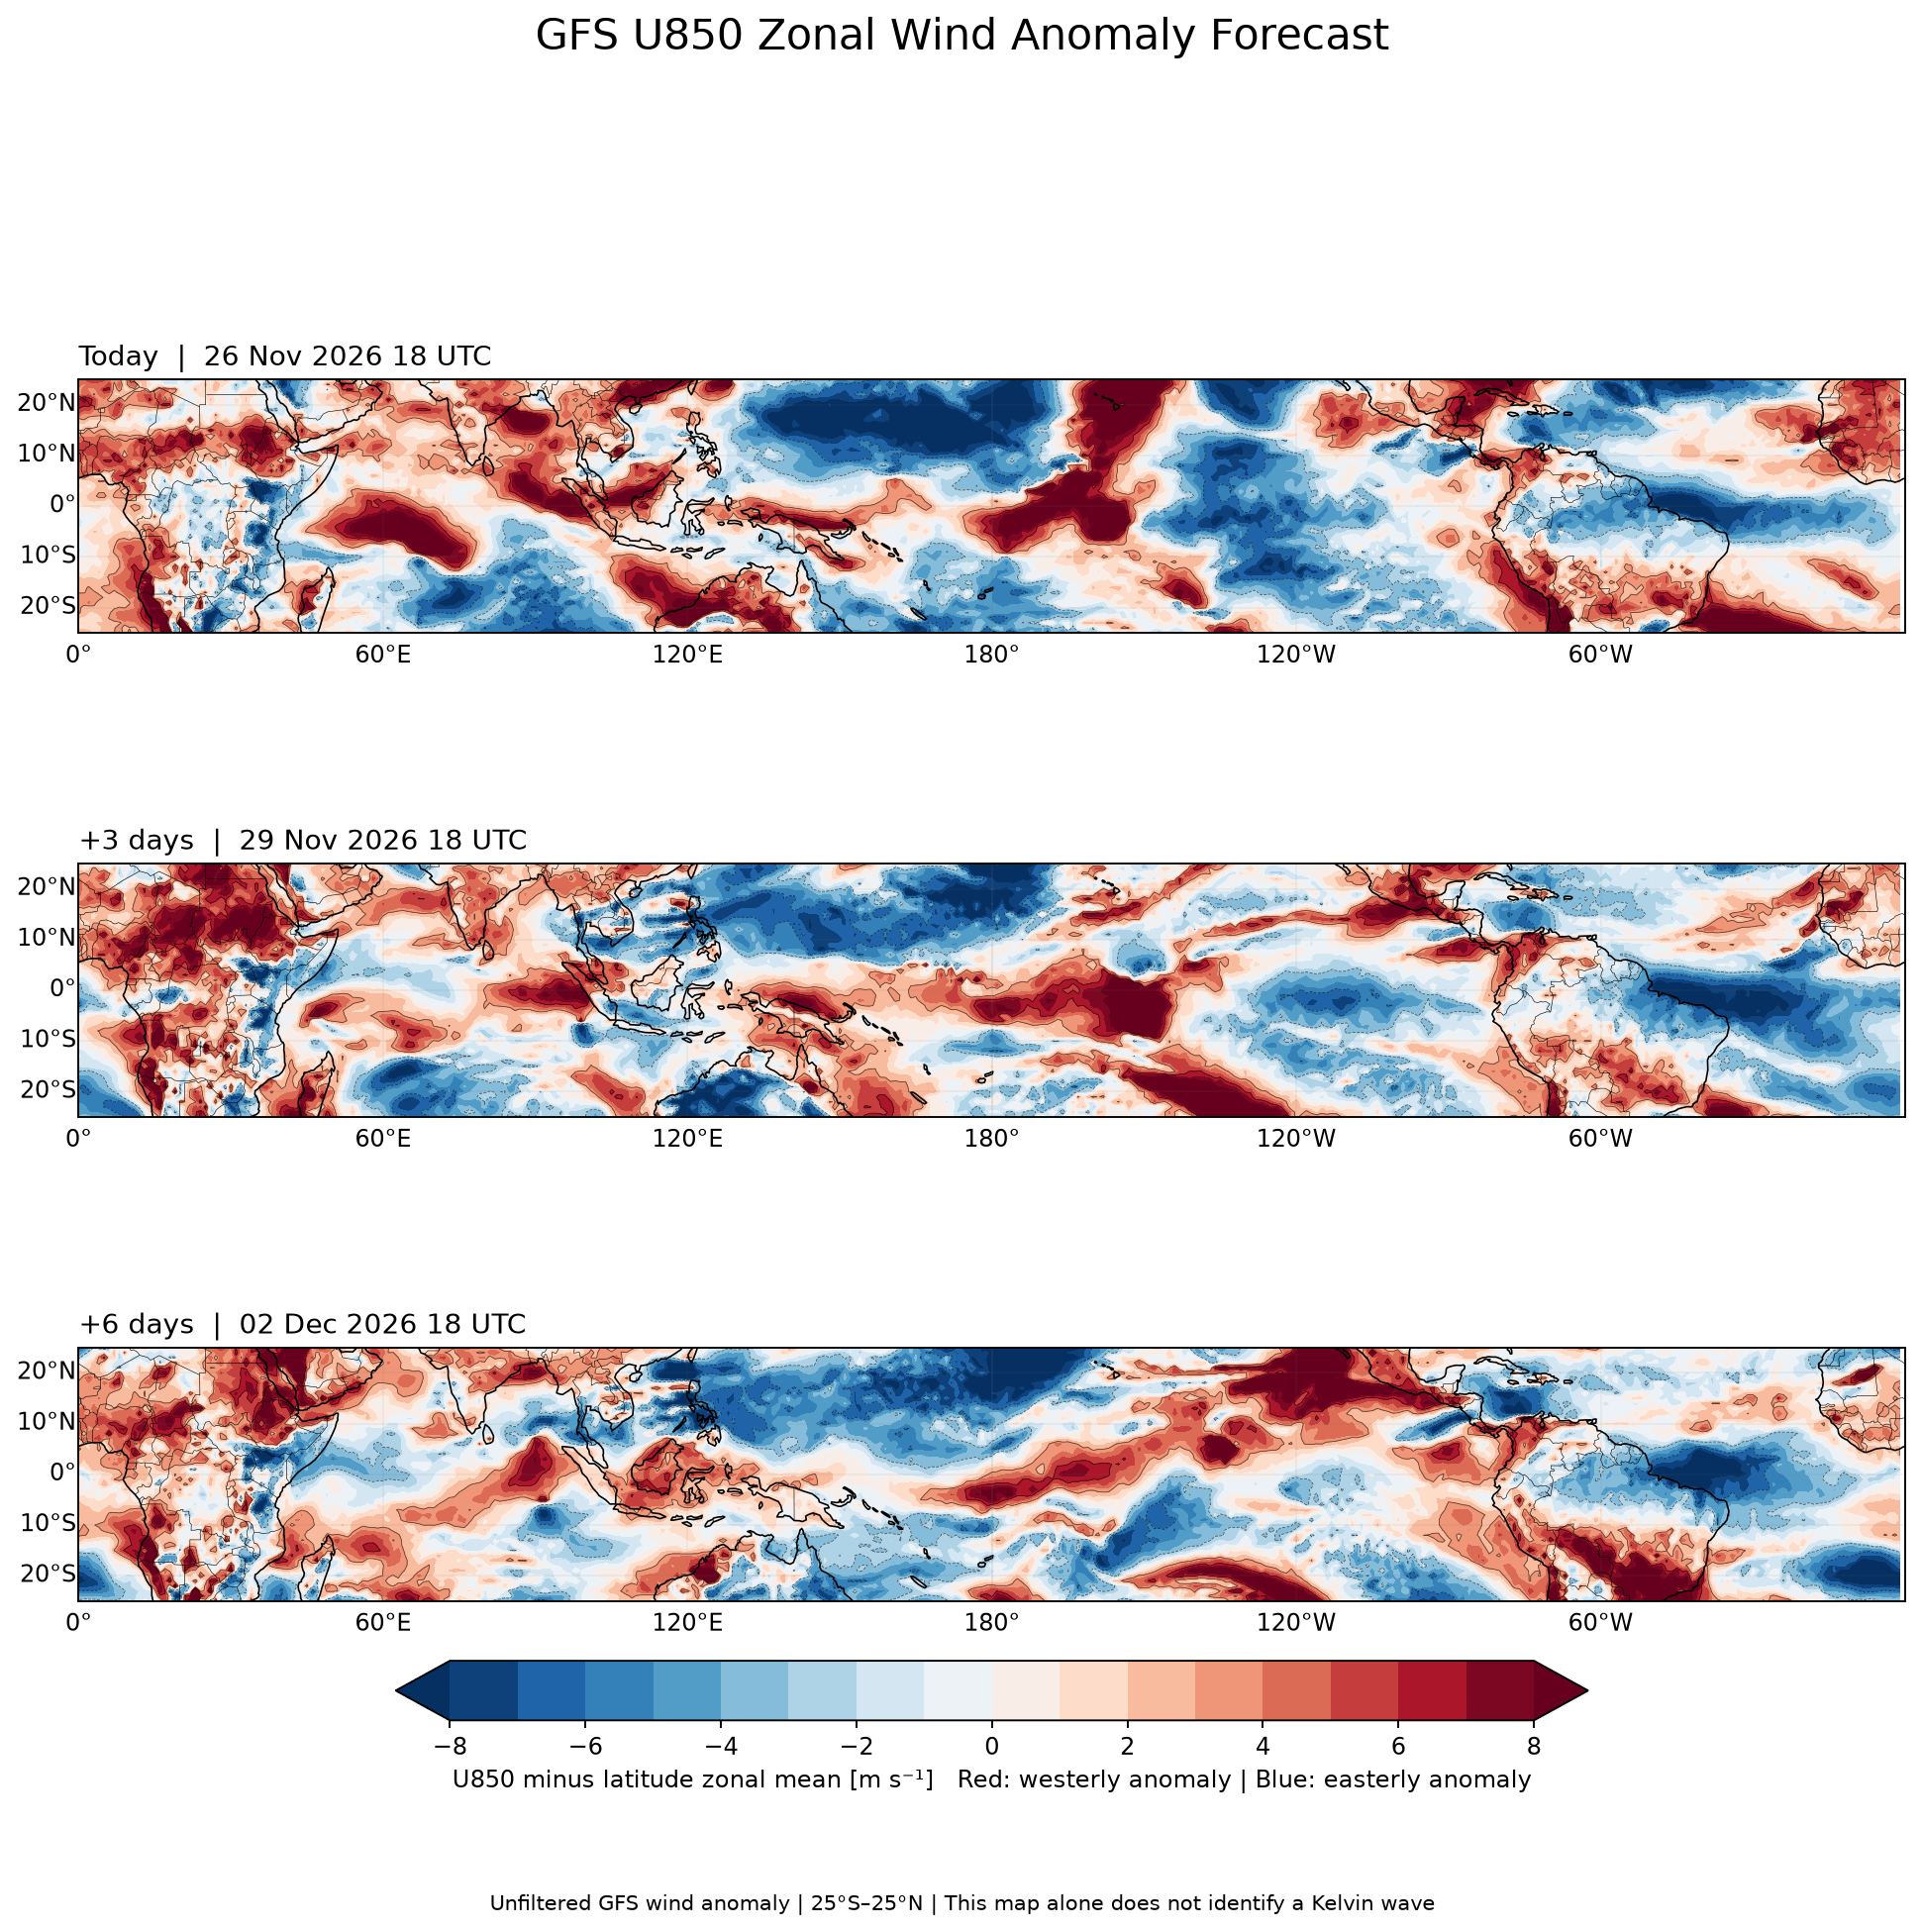 GFS U850 Zonal Wind Anomaly Forecast
Today | 26 Nov 2026 18 UTC
20°N
10°N
0°
10°S
20°S
0° 60°E 120°E 180° 120°W 60°W
+3 days | 29 Nov 2026 18 UTC
20°N
10°N
0°
10°S
20°S
0° 60°E 120°E 180° 120°W 60°W
+6 days | 02 Dec 2026 18 UTC
20°N
10°N
0°
10°S
20°S
0° 60°E 120°E 180° 120°W 60°W
−8 −6 −4 −2 0 2 4 6 8
U850 minus latitude zonal mean [m s⁻¹] Red: westerly anomaly | Blue: easterly anomaly
Unfiltered GFS wind anomaly | 25°S–25°N | This map alone does not identify a Kelvin wave